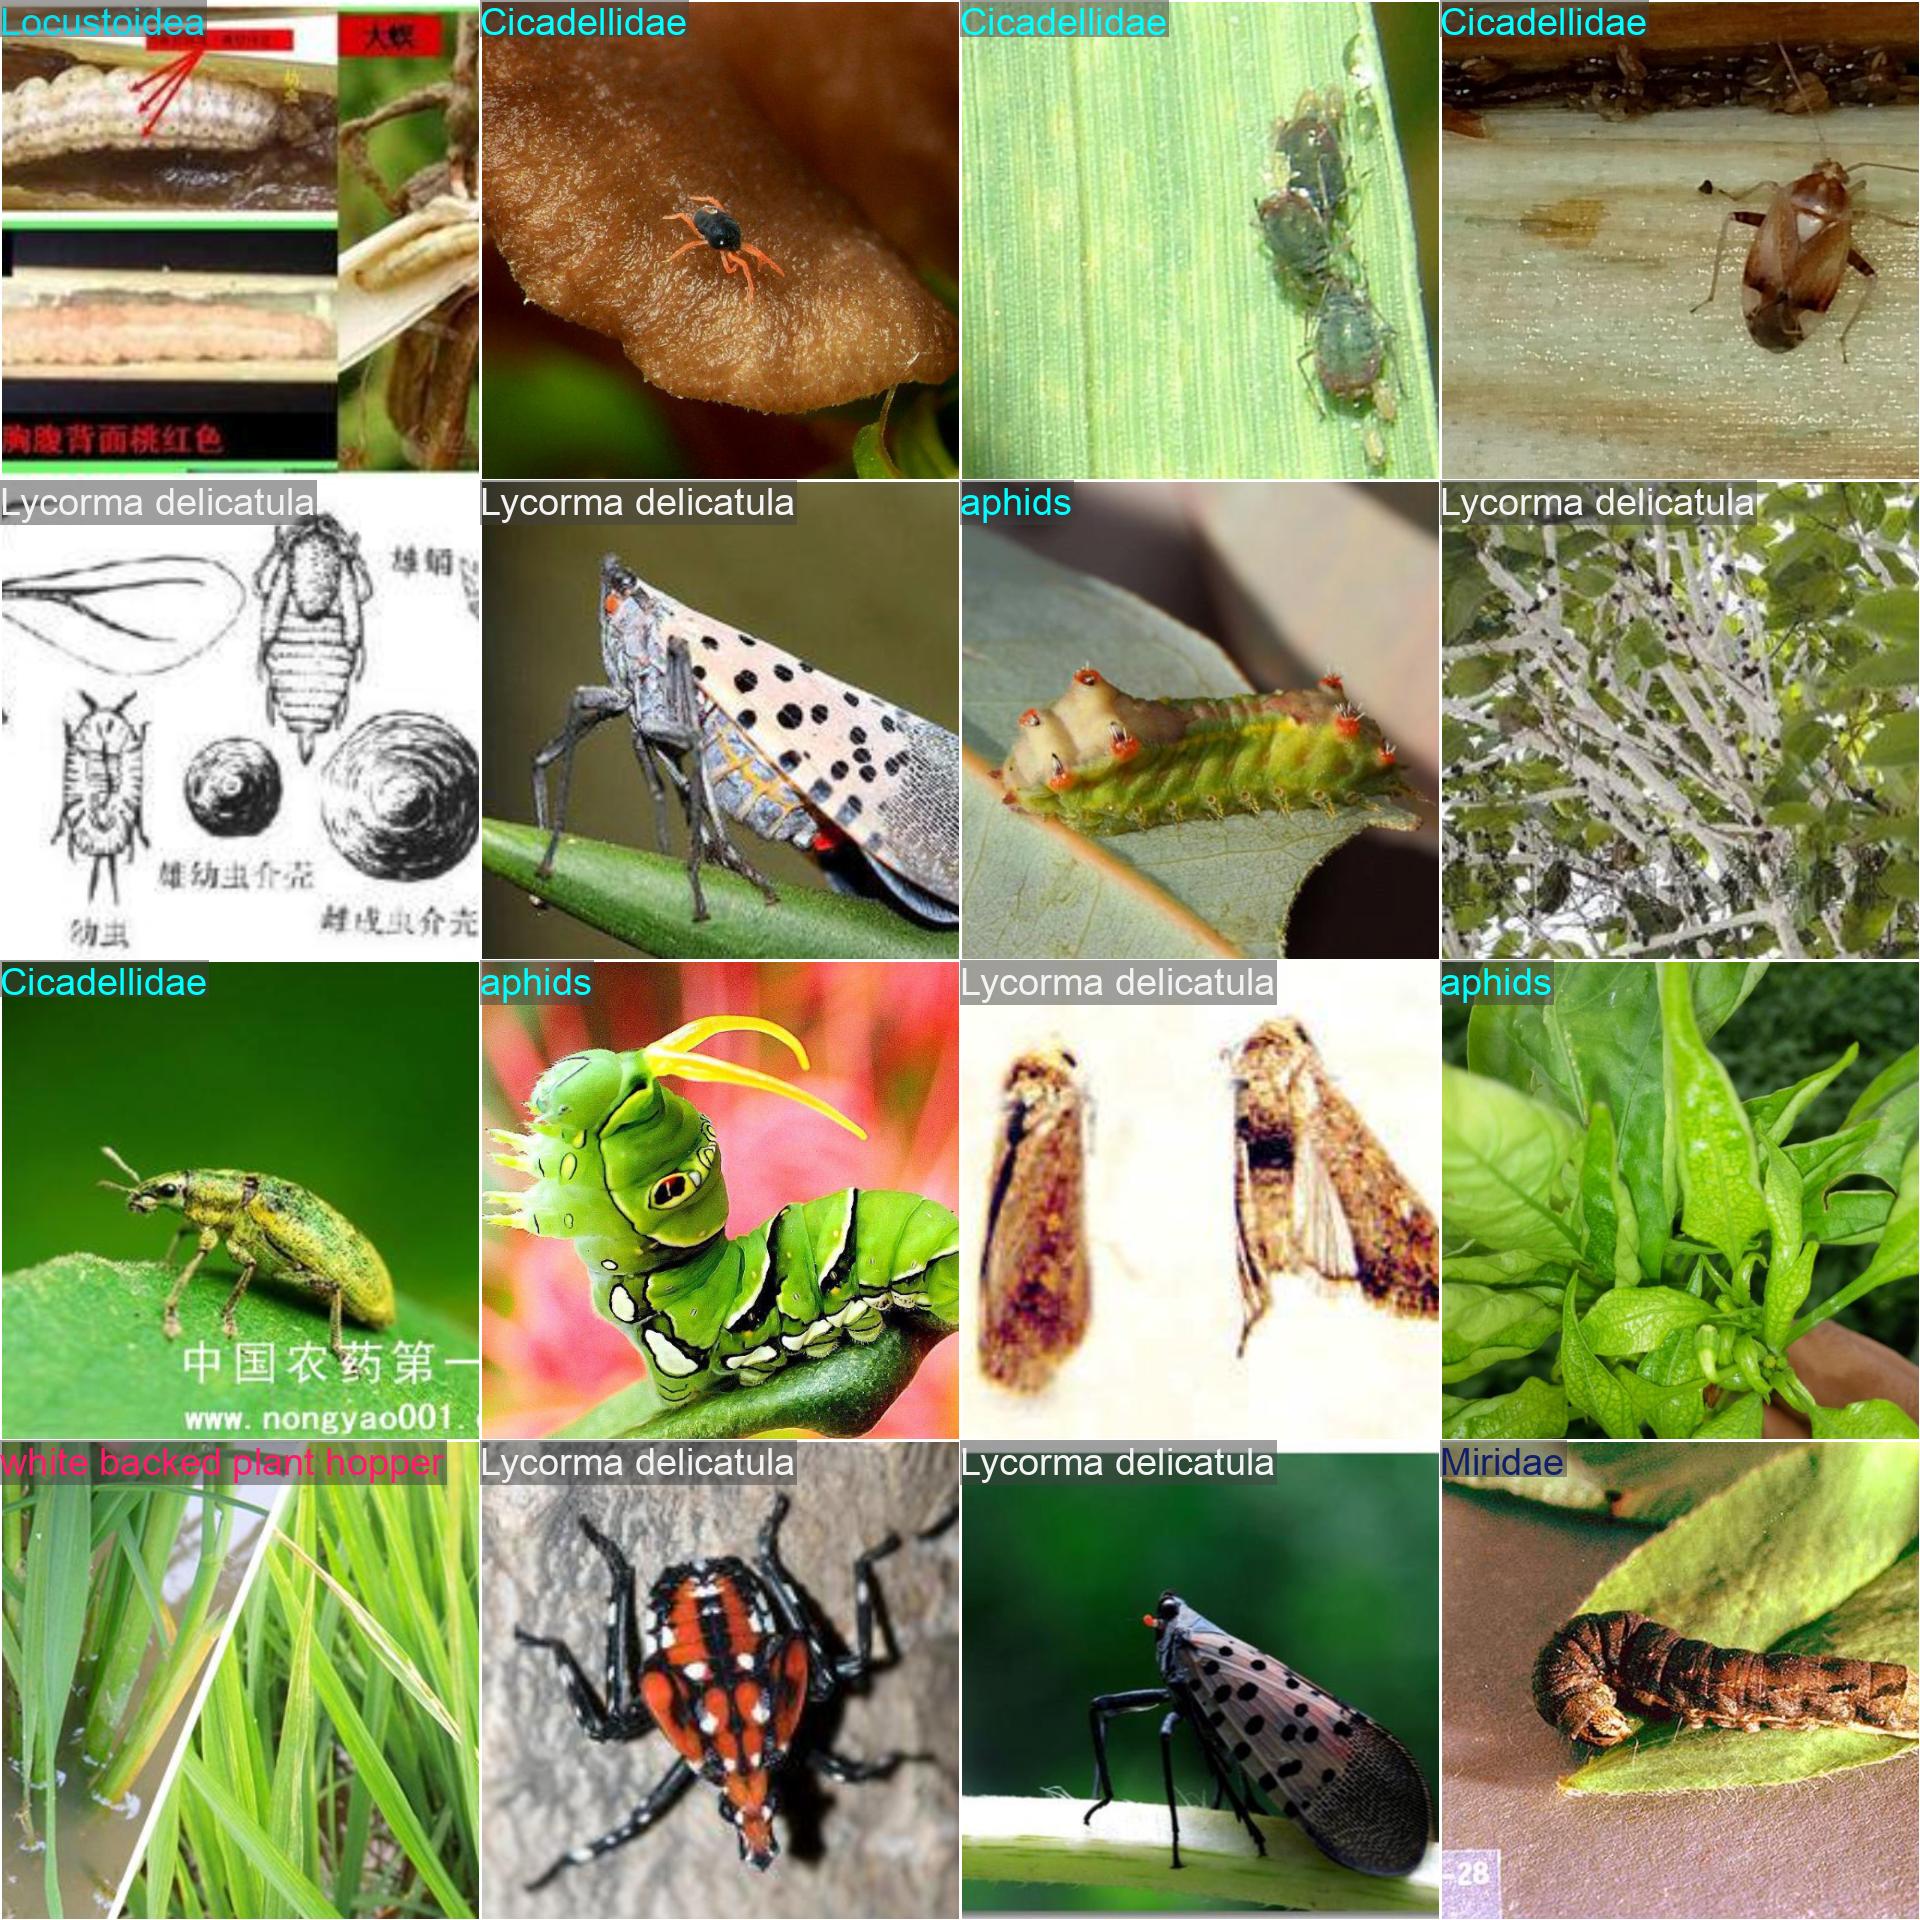 Locustoidea
Cicadellidae
Cicadellidae
Cicadellidae
大螟
胸腹背面桃红色
Lycorma delicatula
Lycorma delicatula
aphids
Lycorma delicatula
雄蛹
雄幼虫介壳
幼虫
雌成虫介壳
Cicadellidae
aphids
Lycorma delicatula
aphids
中国农药第一
www.nongyao001.
white backed plant hopper
Lycorma delicatula
Lycorma delicatula
Miridae
-28